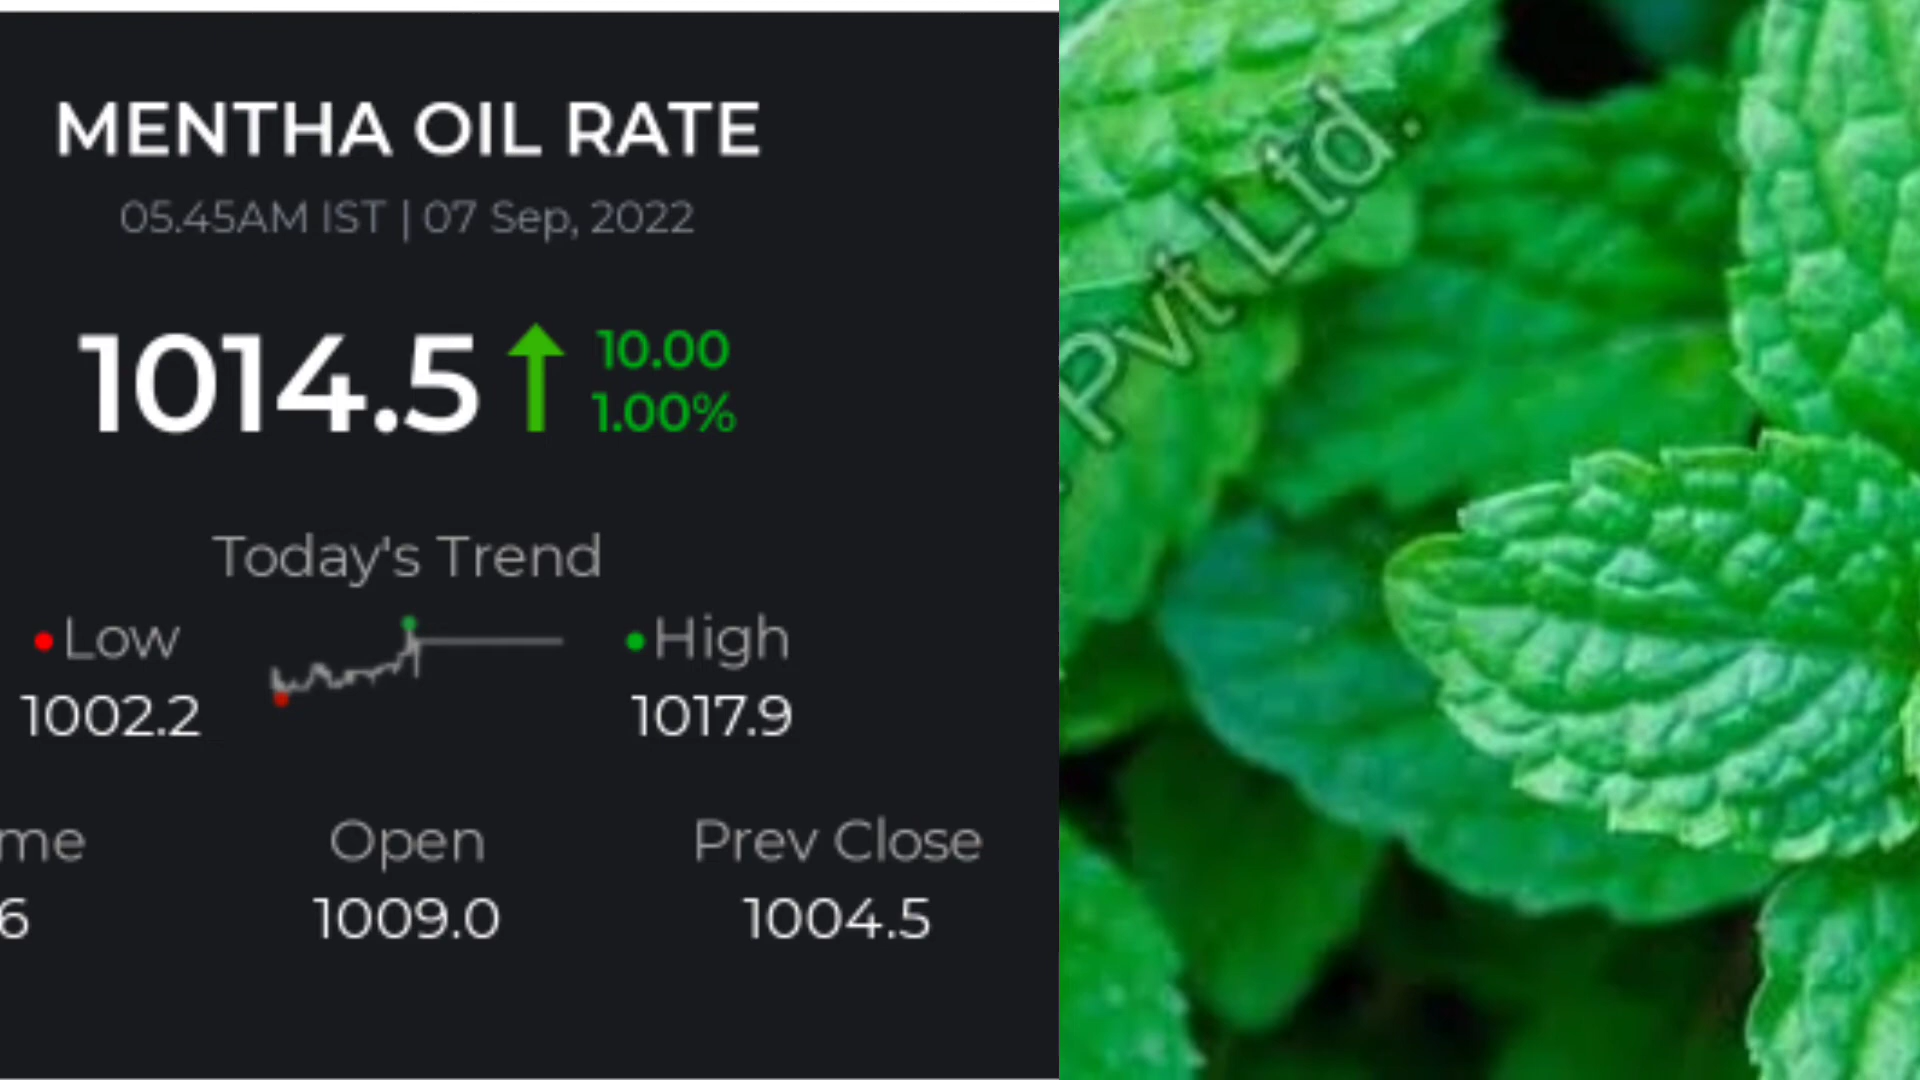 MENTHA OIL RATE
05.45AM IST | 07 Sep, 2022
1014.5
10.00
1.00%
Today's Trend
Low
High
1002.2
1017.9
me
Open
Prev Close
6
1009.0
1004.5
Pvt Ltd.